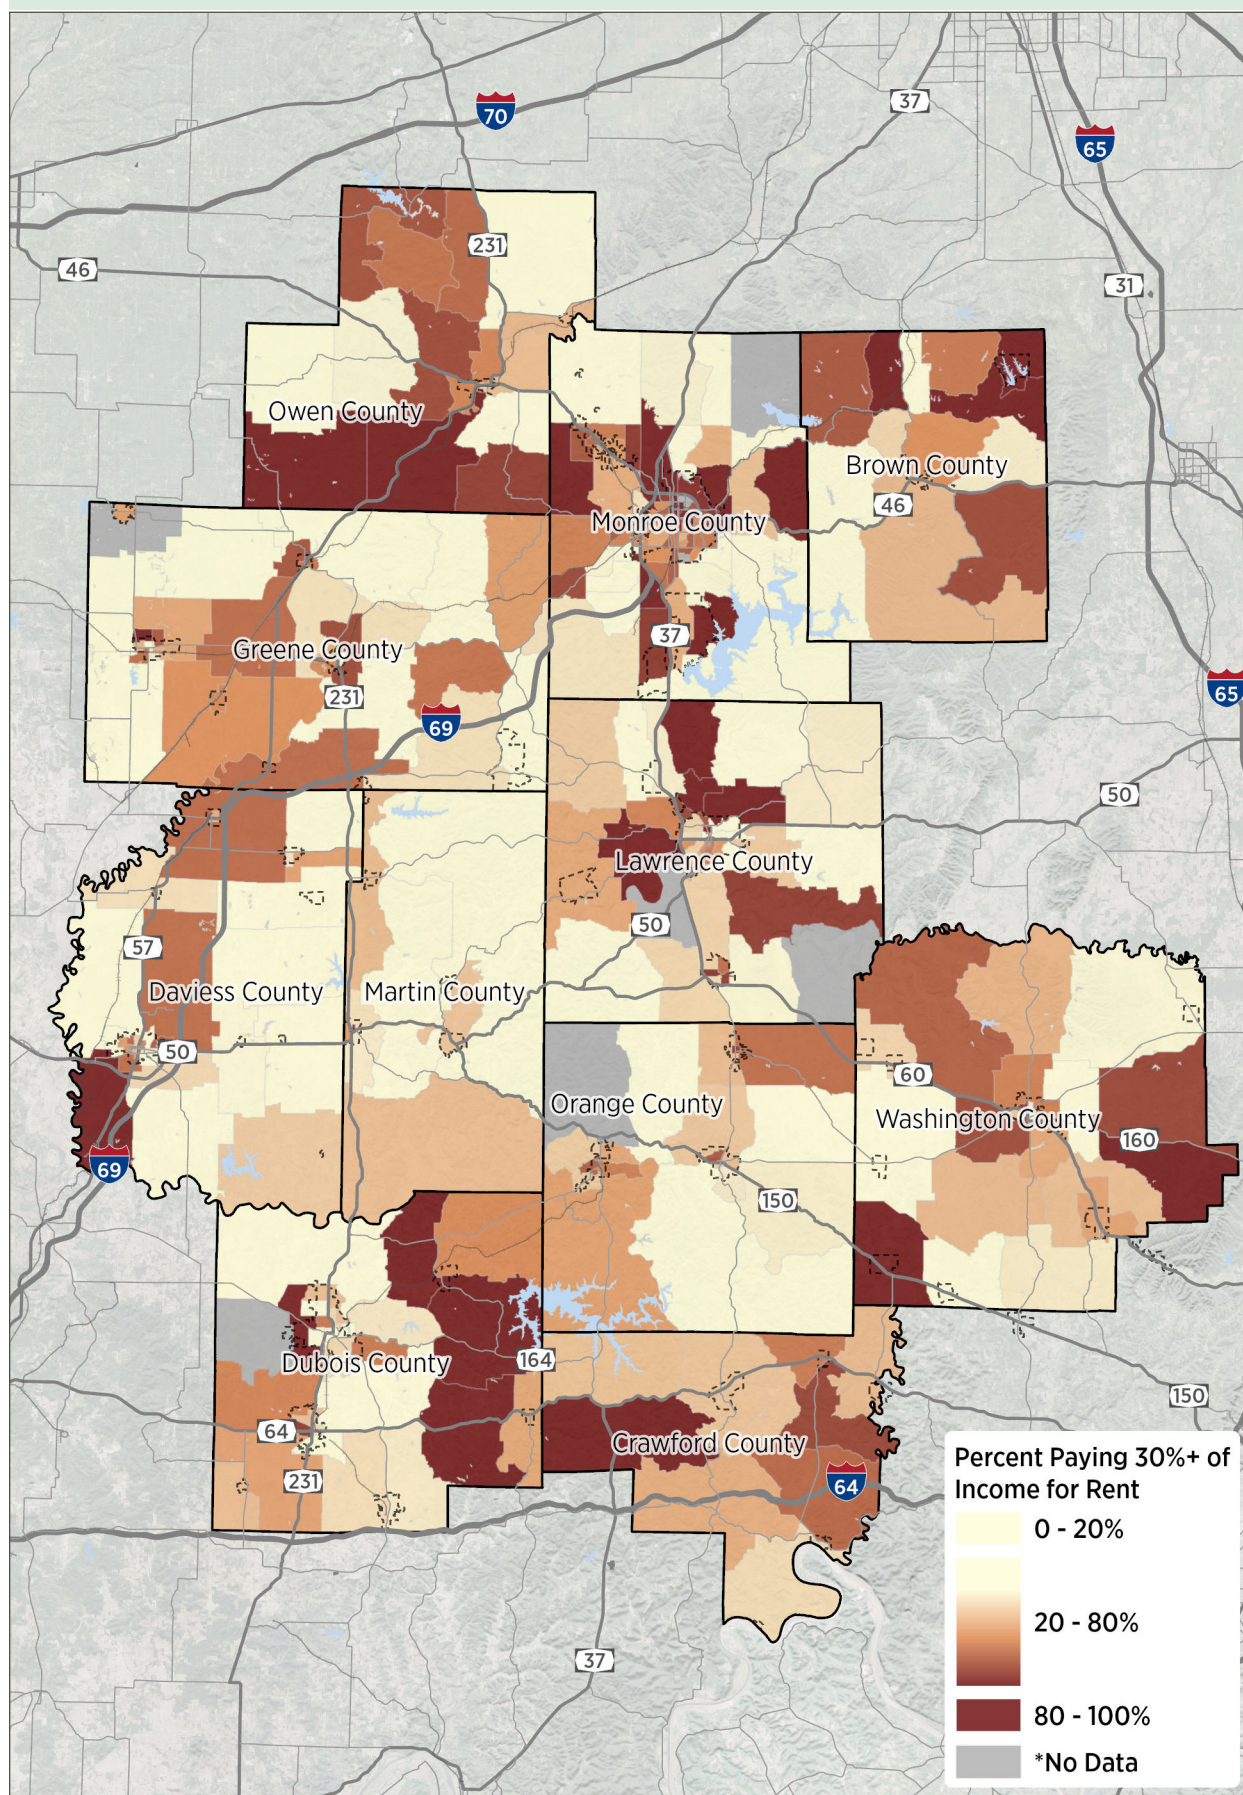 70
37
65
231
46
31
Owen County
Brown County
46
Monroe County
37
Greene County
231
69
65
50
Lawrence County
50
57
Daviess County
Martin County
50
60
Orange County
Washington County
160
69
150
Dubois County
164
150
64
Crawford County
231
64
37
Percent Paying 30%+ of
Income for Rent
0 - 20%
20 - 80%
80 - 100%
*No Data